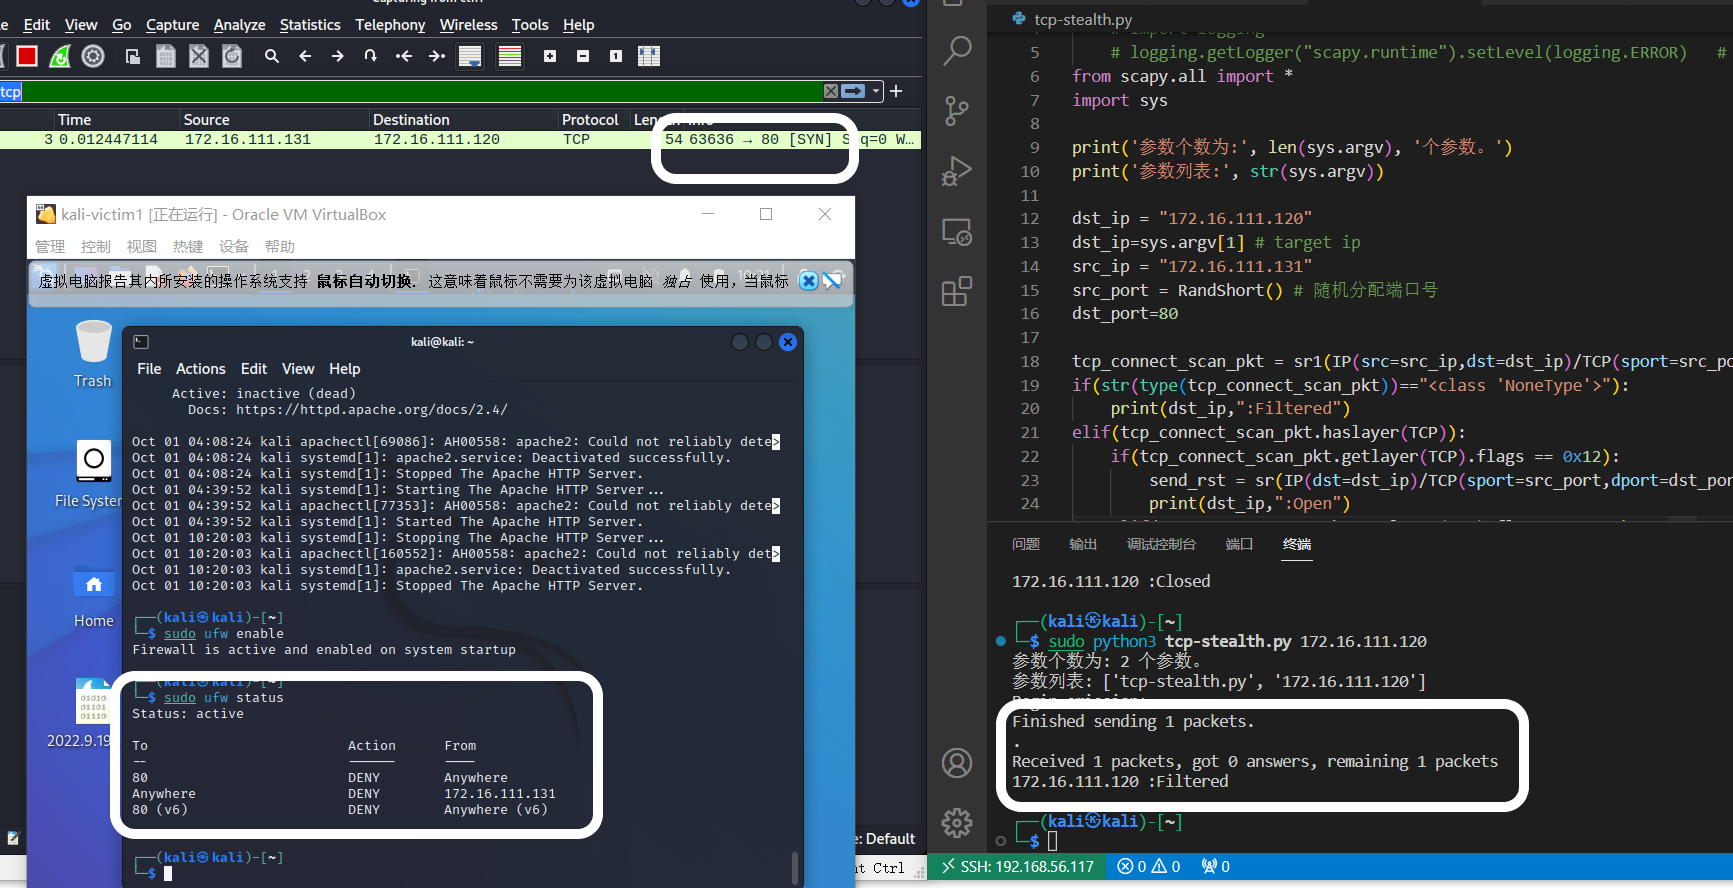 Edit View Go Capture Analyze Statistics Telephony Wireless Tools Help
tcp
Time Source Destination Protocol
3 0.012447114 172.16.111.131 172.16.111.120 TCP 54 63636 → 80 [SYN] Seq=0 W…
kali-victim1 [正在运行] - Oracle VM VirtualBox
管理 控制 视图 热键 设备 帮助
虚拟电脑报告其内所安装的操作系统支持 鼠标自动切换. 这意味着鼠标不需要为该虚拟电脑 独占 使用，当鼠标
Trash
File System
Home
2022.9.19
kali@kali: ~
File Actions Edit View Help
Active: inactive (dead)
Docs: https://httpd.apache.org/docs/2.4/
Oct 01 04:08:24 kali apachectl[69086]: AH00558: apache2: Could not reliably dete>
Oct 01 04:08:24 kali systemd[1]: apache2.service: Deactivated successfully.
Oct 01 04:08:24 kali systemd[1]: Stopped The Apache HTTP Server.
Oct 01 04:39:52 kali systemd[1]: Starting The Apache HTTP Server...
Oct 01 04:39:52 kali apachectl[77353]: AH00558: apache2: Could not reliably dete>
Oct 01 04:39:52 kali systemd[1]: Started The Apache HTTP Server.
Oct 01 10:20:03 kali systemd[1]: Stopping The Apache HTTP Server...
Oct 01 10:20:03 kali apachectl[160552]: AH00558: apache2: Could not reliably det>
Oct 01 10:20:03 kali systemd[1]: apache2.service: Deactivated successfully.
Oct 01 10:20:03 kali systemd[1]: Stopped The Apache HTTP Server.
┌──(kali㉿kali)-[~]
└─$ sudo ufw enable
Firewall is active and enabled on system startup
┌──(kali㉿kali)-[~]
└─$ sudo ufw status
Status: active
To Action From
-- ------ ----
80 DENY Anywhere
Anywhere DENY 172.16.111.131
80 (v6) DENY Anywhere (v6)
┌──(kali㉿kali)-[~]
└─$
e: Default
nt Ctrl
tcp-stealth.py
# import logging
5 # logging.getLogger("scapy.runtime").setLevel(logging.ERROR) #
6 from scapy.all import *
7 import sys
8
9 print('参数个数为:', len(sys.argv), '个参数。')
10 print('参数列表:', str(sys.argv))
11
12 dst_ip = "172.16.111.120"
13 dst_ip=sys.argv[1] # target ip
14 src_ip = "172.16.111.131"
15 src_port = RandShort() # 随机分配端口号
16 dst_port=80
17
18 tcp_connect_scan_pkt = sr1(IP(src=src_ip,dst=dst_ip)/TCP(sport=src_po
19 if(str(type(tcp_connect_scan_pkt))=="<class 'NoneType'>"):
20 print(dst_ip,":Filtered")
21 elif(tcp_connect_scan_pkt.haslayer(TCP)):
22 if(tcp_connect_scan_pkt.getlayer(TCP).flags == 0x12):
23 send_rst = sr(IP(dst=dst_ip)/TCP(sport=src_port,dport=dst_por
24 print(dst_ip,":Open")
问题 输出 调试控制台 端口 终端
172.16.111.120 :Closed
┌──(kali㉿kali)-[~]
└─$ sudo python3 tcp-stealth.py 172.16.111.120
参数个数为: 2 个参数。
参数列表: ['tcp-stealth.py', '172.16.111.120']
Begin emission:
Finished sending 1 packets.
.
Received 1 packets, got 0 answers, remaining 1 packets
172.16.111.120 :Filtered
┌──(kali㉿kali)-[~]
└─$
SSH: 192.168.56.117 0 0 0